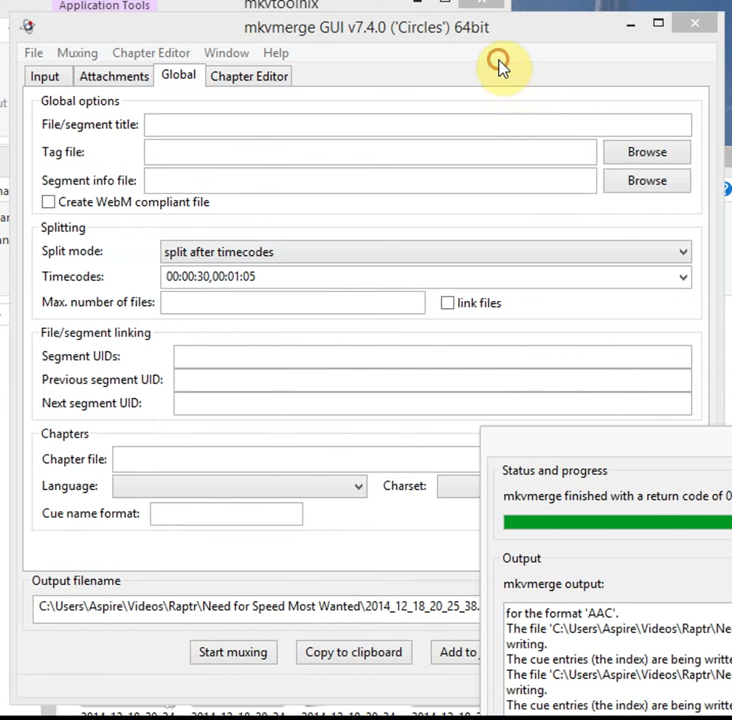 Application Tools
mkvtoolnix
mkvmerge GUI v7.4.0 ('Circles') 64bit
File Muxing Chapter Editor Window Help
Input Attachments Global Chapter Editor
Global options
File/segment title:
Tag file: Browse
Segment info file: Browse
Create WebM compliant file
Splitting
Split mode: split after timecodes
Timecodes: 00:00:30,00:01:05
Max. number of files: link files
File/segment linking
Segment UIDs:
Previous segment UID:
Next segment UID:
Chapters
Chapter file:
Language: Charset:
Cue name format:
Output filename
C:\Users\Aspire\Videos\Raptr\Need for Speed Most Wanted\2014_12_18_20_25_38.
Start muxing Copy to clipboard Add to
Status and progress
mkvmerge finished with a return code of 0
Output
mkvmerge output:
for the format 'AAC'.
The file 'C:\Users\Aspire\Videos\Raptr\Nee
writing.
The cue entries (the index) are being writte
The file 'C:\Users\Aspire\Videos\Raptr\Nee
writing.
The cue entries (the index) are being writte